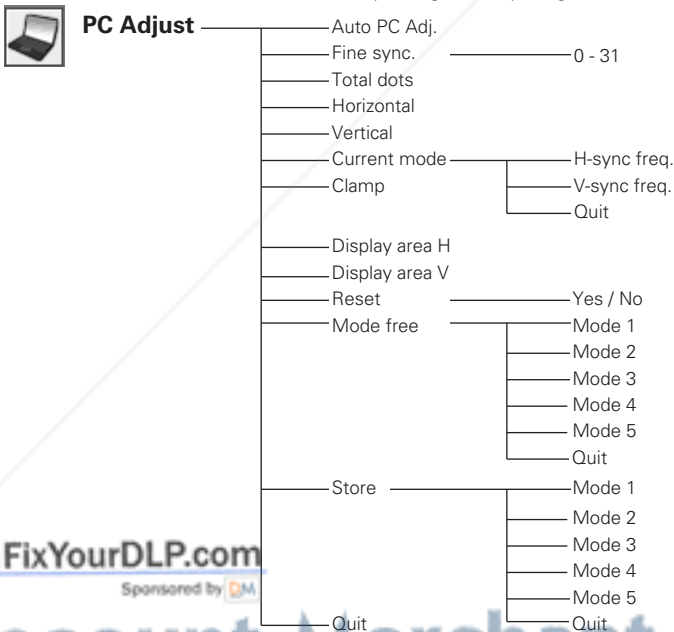 PC Adjust
Auto PC Adj.
Fine sync.
0 - 31
Total dots
Horizontal
Vertical
Current mode
H-sync freq.
Clamp
V-sync freq.
Quit
Display area H
Display area V
Reset
Yes / No
Mode free
Mode 1
Mode 2
Mode 3
Mode 4
Mode 5
Quit
Store
Mode 1
Mode 2
Mode 3
Mode 4
Mode 5
Quit
Quit
FixYourDLP.com
Sponsored by DM